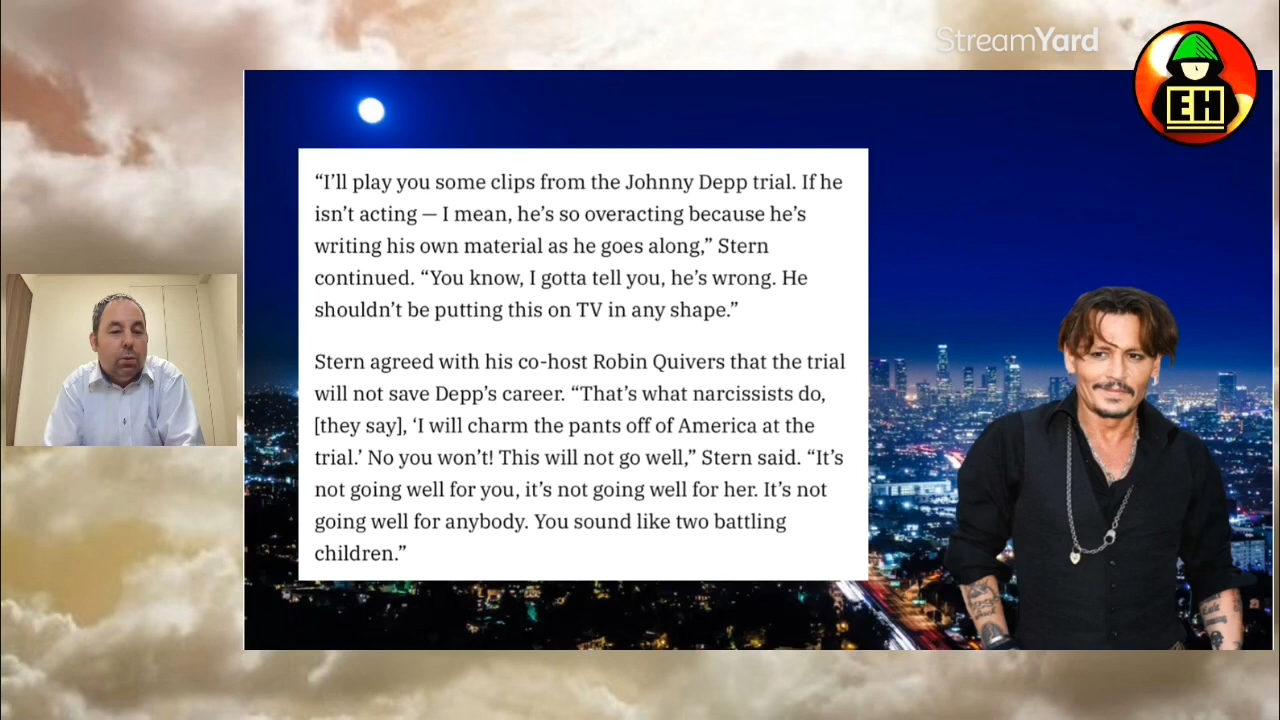 StreamYard
EH
“I’ll play you some clips from the Johnny Depp trial. If he
isn’t acting — I mean, he’s so overacting because he’s
writing his own material as he goes along,” Stern
continued. “You know, I gotta tell you, he’s wrong. He
shouldn’t be putting this on TV in any shape.”
Stern agreed with his co-host Robin Quivers that the trial
will not save Depp’s career. “That’s what narcissists do,
[they say], ‘I will charm the pants off of America at the
trial.’ No you won’t! This will not go well,” Stern said. “It’s
not going well for you, it’s not going well for her. It’s not
going well for anybody. You sound like two battling
children.”